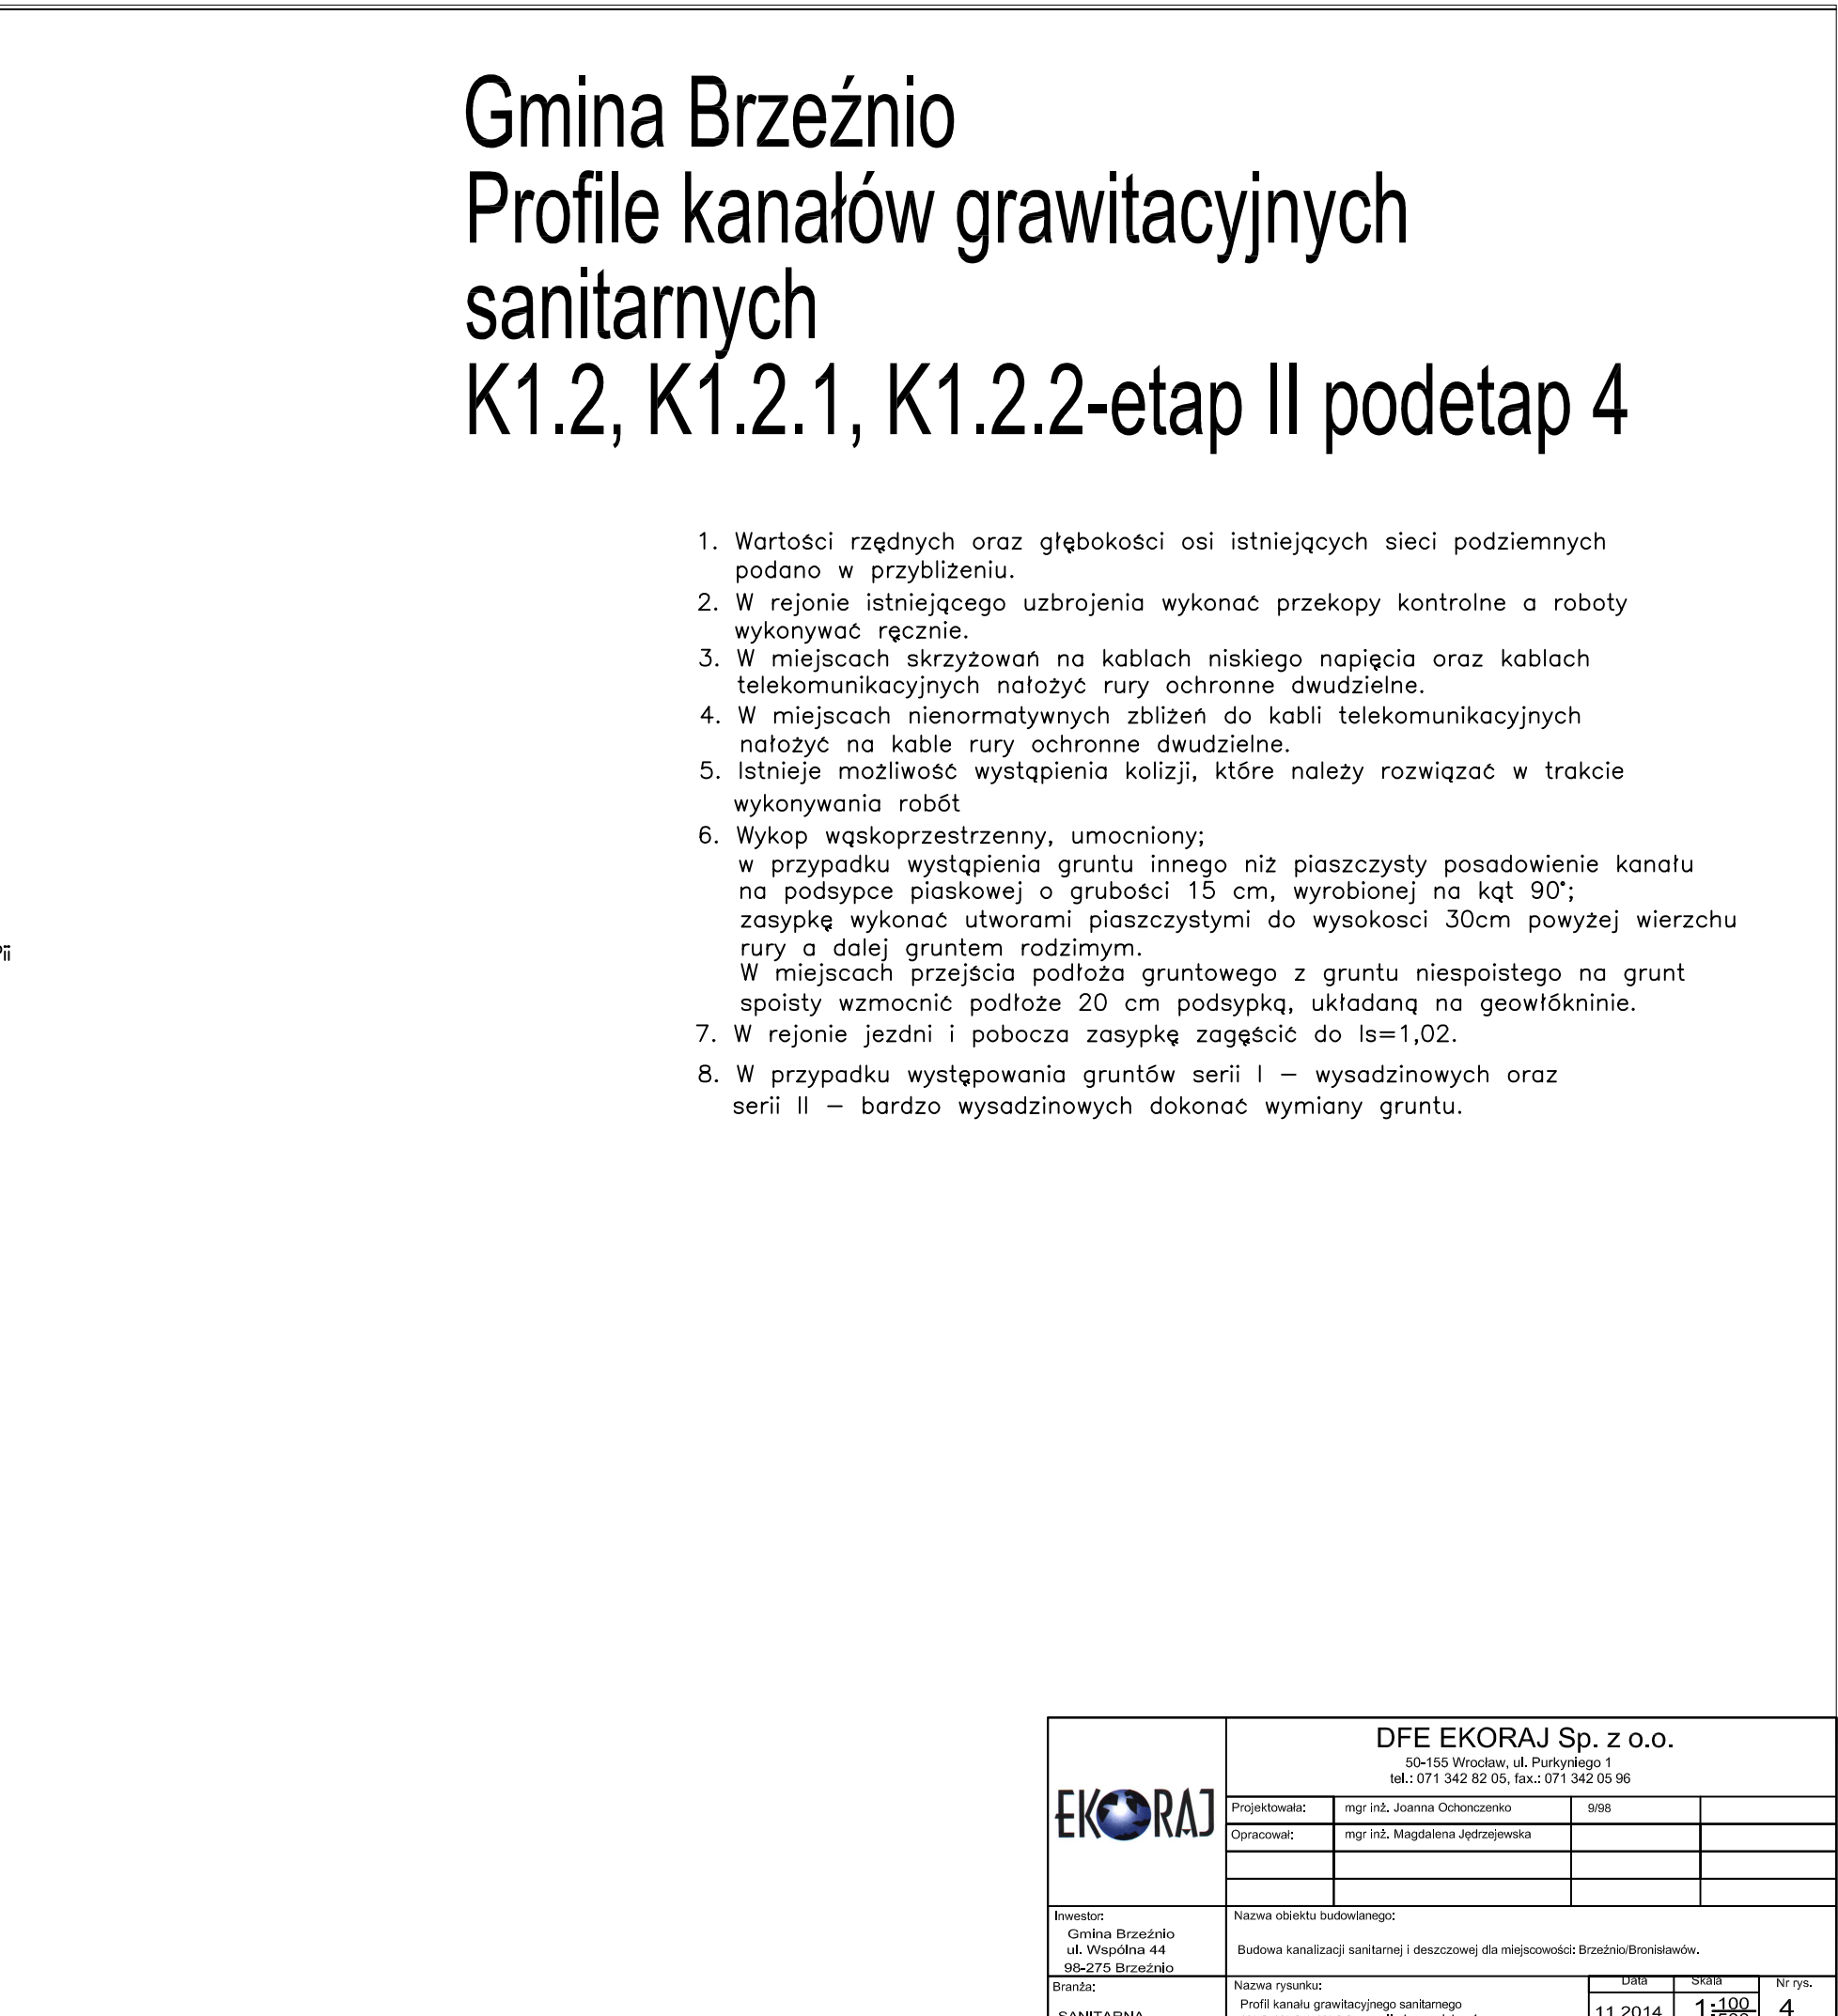 Gmina Brzeźnio
Profile kanałów grawitacyjnych
sanitarnych
K1.2, K1.2.1, K1.2.2-etap II podetap 4
1. Wartości rzędnych oraz głębokości osi istniejących sieci podziemnych
podano w przybliżeniu.
2. W rejonie istniejącego uzbrojenia wykonać przekopy kontrolne a roboty
wykonywać ręcznie.
3. W miejscach skrzyżowań na kablach niskiego napięcia oraz kablach
telekomunikacyjnych nałożyć rury ochronne dwudzielne.
4. W miejscach nienormatywnych zbliżeń do kabli telekomunikacyjnych
nałożyć na kable rury ochronne dwudzielne.
5. Istnieje możliwość wystąpienia kolizji, które należy rozwiązać w trakcie
wykonywania robót
6. Wykop wąskoprzestrzenny, umocniony;
w przypadku wystąpienia gruntu innego niż piaszczysty posadowienie kanału
na podsypce piaskowej o grubości 15 cm, wyrobionej na kąt 90°;
zasypkę wykonać utworami piaszczystymi do wysokosci 30cm powyżej wierzchu
rury a dalej gruntem rodzimym.
W miejscach przejścia podłoża gruntowego z gruntu niespoistego na grunt
spoisty wzmocnić podłoże 20 cm podsypką, układaną na geowłókninie.
7. W rejonie jezdni i pobocza zasypkę zagęścić do Is=1,02.
8. W przypadku występowania gruntów serii I – wysadzinowych oraz
serii II – bardzo wysadzinowych dokonać wymiany gruntu.
DFE EKORAJ Sp. z o.o.
50-155 Wrocław, ul. Purkyniego 1
tel.: 071 342 82 05, fax.: 071 342 05 96
EKORAJ
Projektowała: mgr inż. Joanna Ochonczenko 9/98
Opracował: mgr inż. Magdalena Jędrzejewska
Inwestor:
Gmina Brzeźnio
ul. Wspólna 44
98-275 Brzeźnio
Nazwa obiektu budowlanego:
Budowa kanalizacji sanitarnej i deszczowej dla miejscowości: Brzeźnio/Bronisławów.
Branża:
SANITARNA
Nazwa rysunku:
Profil kanału grawitacyjnego sanitarnego
Data Skala Nr rys.
11.2014 1:100 4